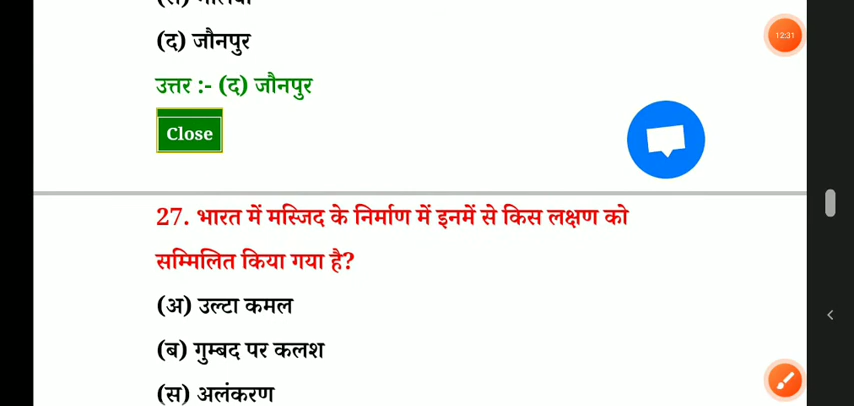 (स) मालवा
(द) जौनपुर
उत्तर :- (द) जौनपुर
Close
27. भारत में मस्जिद के निर्माण में इनमें से किस लक्षण को
सम्मिलित किया गया है?
(अ) उल्टा कमल
(ब) गुम्बद पर कलश
(स) अलंकरण
12:31